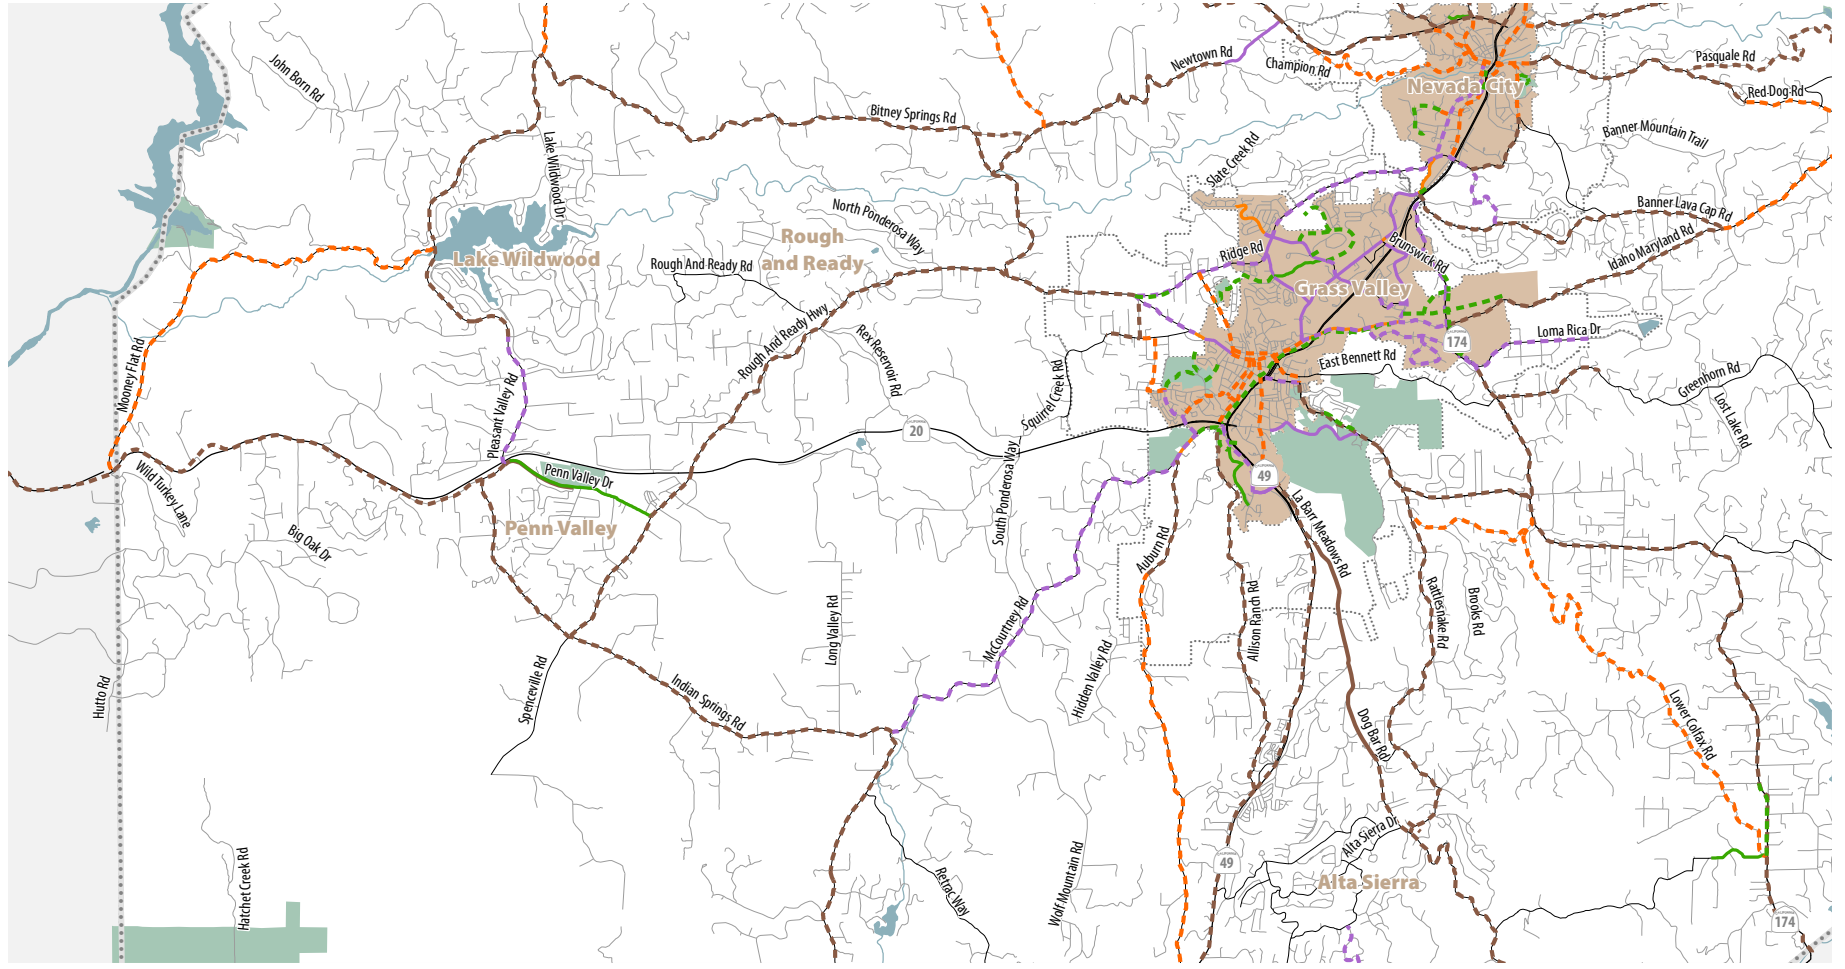 John Born Rd
Newtown Rd
Champion Rd
Pasquale Rd
Nevada City
Red Dog Rd
Bitney Springs Rd
Banner Mountain Trail
Lake Wildwood Dr
Slate Creek Rd
North Ponderosa Way
Banner Lava Cap Rd
Rough
and Ready
Lake Wildwood
Ridge Rd
Brunswick Rd
Idaho Maryland Rd
Rough And Ready Rd
Grass Valley
Mooney Flat Rd
Rough And Ready Hwy
Rex Reservoir Rd
CALIFORNIA
174
Loma Rica Dr
East Bennett Rd
Squirrel Creek Rd
Greenhorn Rd
Lost Lake Rd
Pleasant Valley Rd
CALIFORNIA
20
Wild Turkey Lane
Penn Valley Dr
South Ponderosa Way
CALIFORNIA
49
La Barr Meadows Rd
Penn Valley
Big Oak Dr
Auburn Rd
Allison Ranch Rd
Rattlesnake Rd
Brooks Rd
Long Valley Rd
McCourtney Rd
Hidden Valley Rd
Hutto Rd
Spenceville Rd
Indian Springs Rd
Dog Bar Rd
Lower Colfax Rd
Hatchet Creek Rd
Retrac Way
Wolf Mountain Rd
CALIFORNIA
49
Alta Sierra Dr
Alta Sierra
CALIFORNIA
174